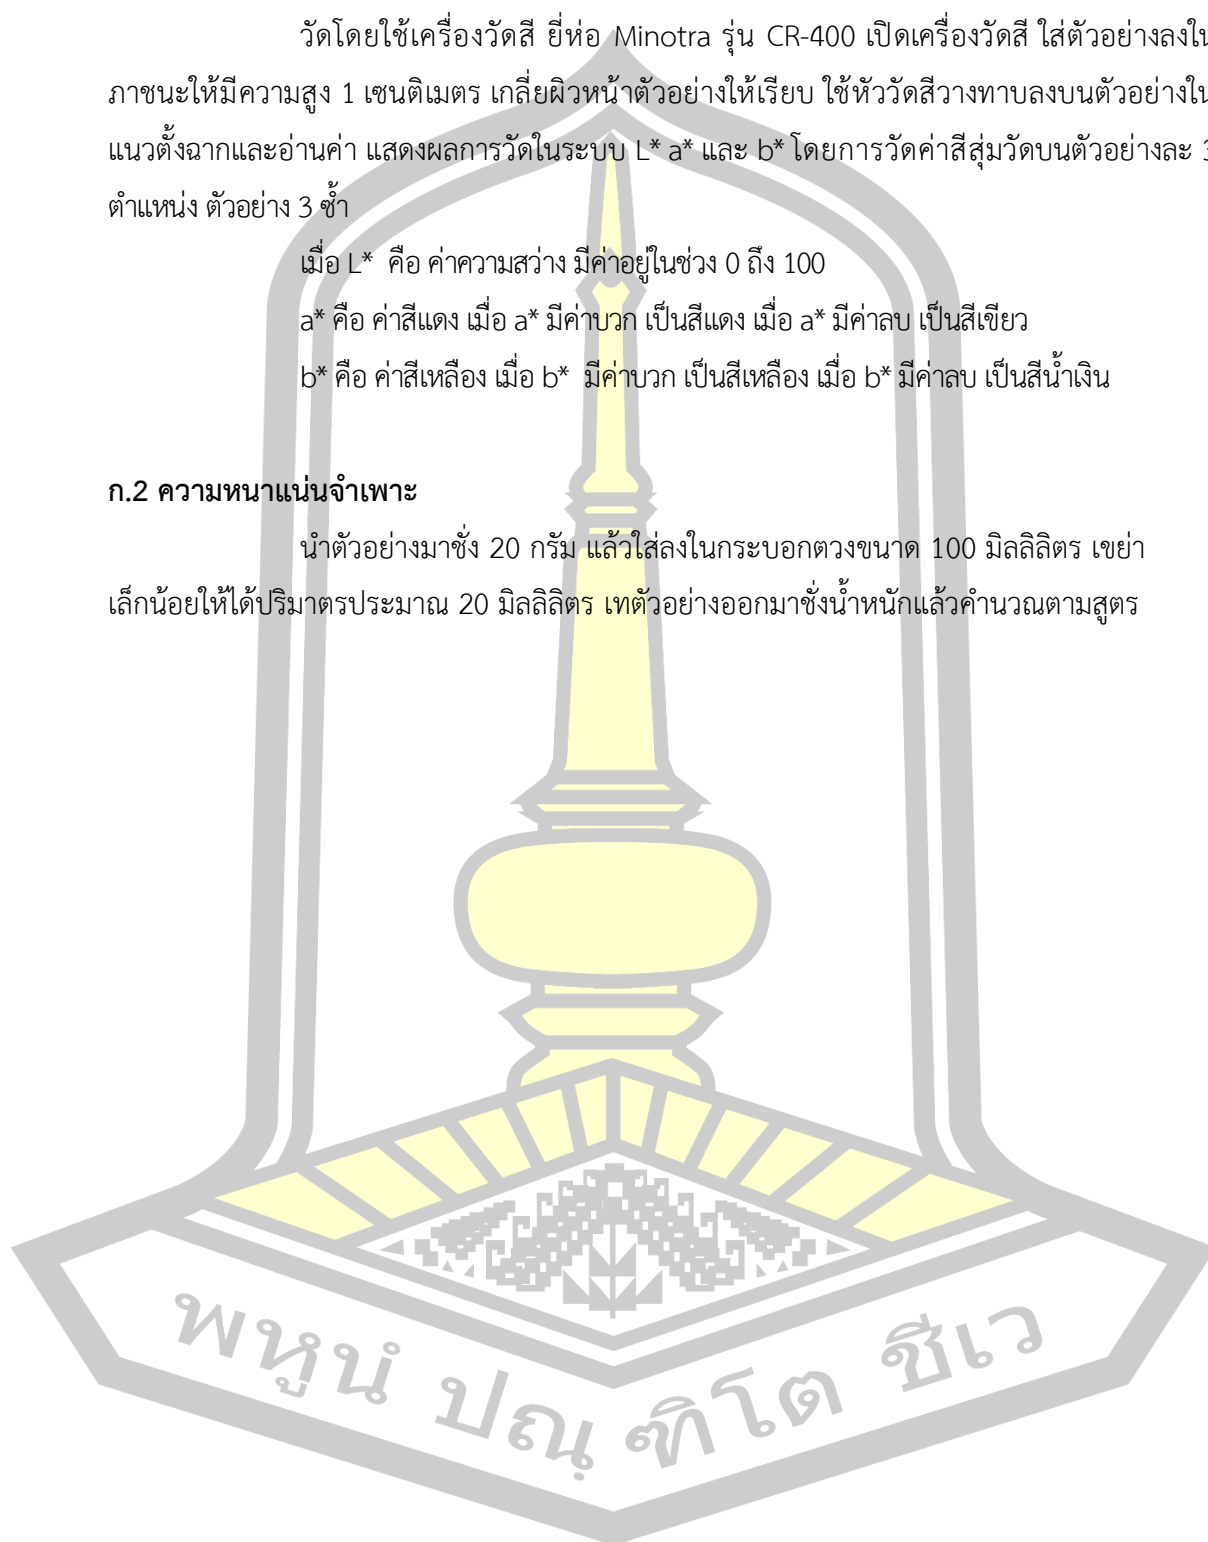 วัดโดยใช้เครื่องวัดสี ยี่ห่อ Minotra รุ่น CR-400 เปิดเครื่องวัดสี ใส่ตัวอย่างลงใน
ภาชนะให้มีความสูง 1 เซนติเมตร เกลี่ยผิวหน้าตัวอย่างให้เรียบ ใช้หัววัดสีวางทาบลงบนตัวอย่างใน
แนวตั้งฉากและอ่านค่า แสดงผลการวัดในระบบ L* a* และ b* โดยการวัดค่าสีสุ่มวัดบนตัวอย่างละ 3
ตำแหน่ง ตัวอย่าง 3 ซ้ำ
เมื่อ L* คือ ค่าความสว่าง มีค่าอยู่ในช่วง 0 ถึง 100
a* คือ ค่าสีแดง เมื่อ a* มีค่าบวก เป็นสีแดง เมื่อ a* มีค่าลบ เป็นสีเขียว
b* คือ ค่าสีเหลือง เมื่อ b* มีค่าบวก เป็นสีเหลือง เมื่อ b* มีค่าลบ เป็นสีน้ำเงิน
ก.2 ความหนาแน่นจำเพาะ
นำตัวอย่างมาชั่ง 20 กรัม แล้วใส่ลงในกระบอกตวงขนาด 100 มิลลิลิตร เขย่า
เล็กน้อยให้ได้ปริมาตรประมาณ 20 มิลลิลิตร เทตัวอย่างออกมาชั่งน้ำหนักแล้วคำนวณตามสูตร
พหูนํ ปณฺ ฑิโต ชีเว